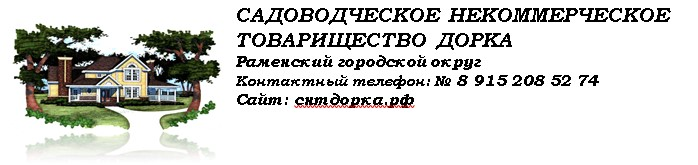 САДОВОДЧЕСКОЕ НЕКОММЕРЧЕСКОЕ
ТОВАРИЩЕСТВО ДОРКА
Раменский городской округ
Контактный телефон: № 8 915 208 52 74
Сайт: снтдорка.рф